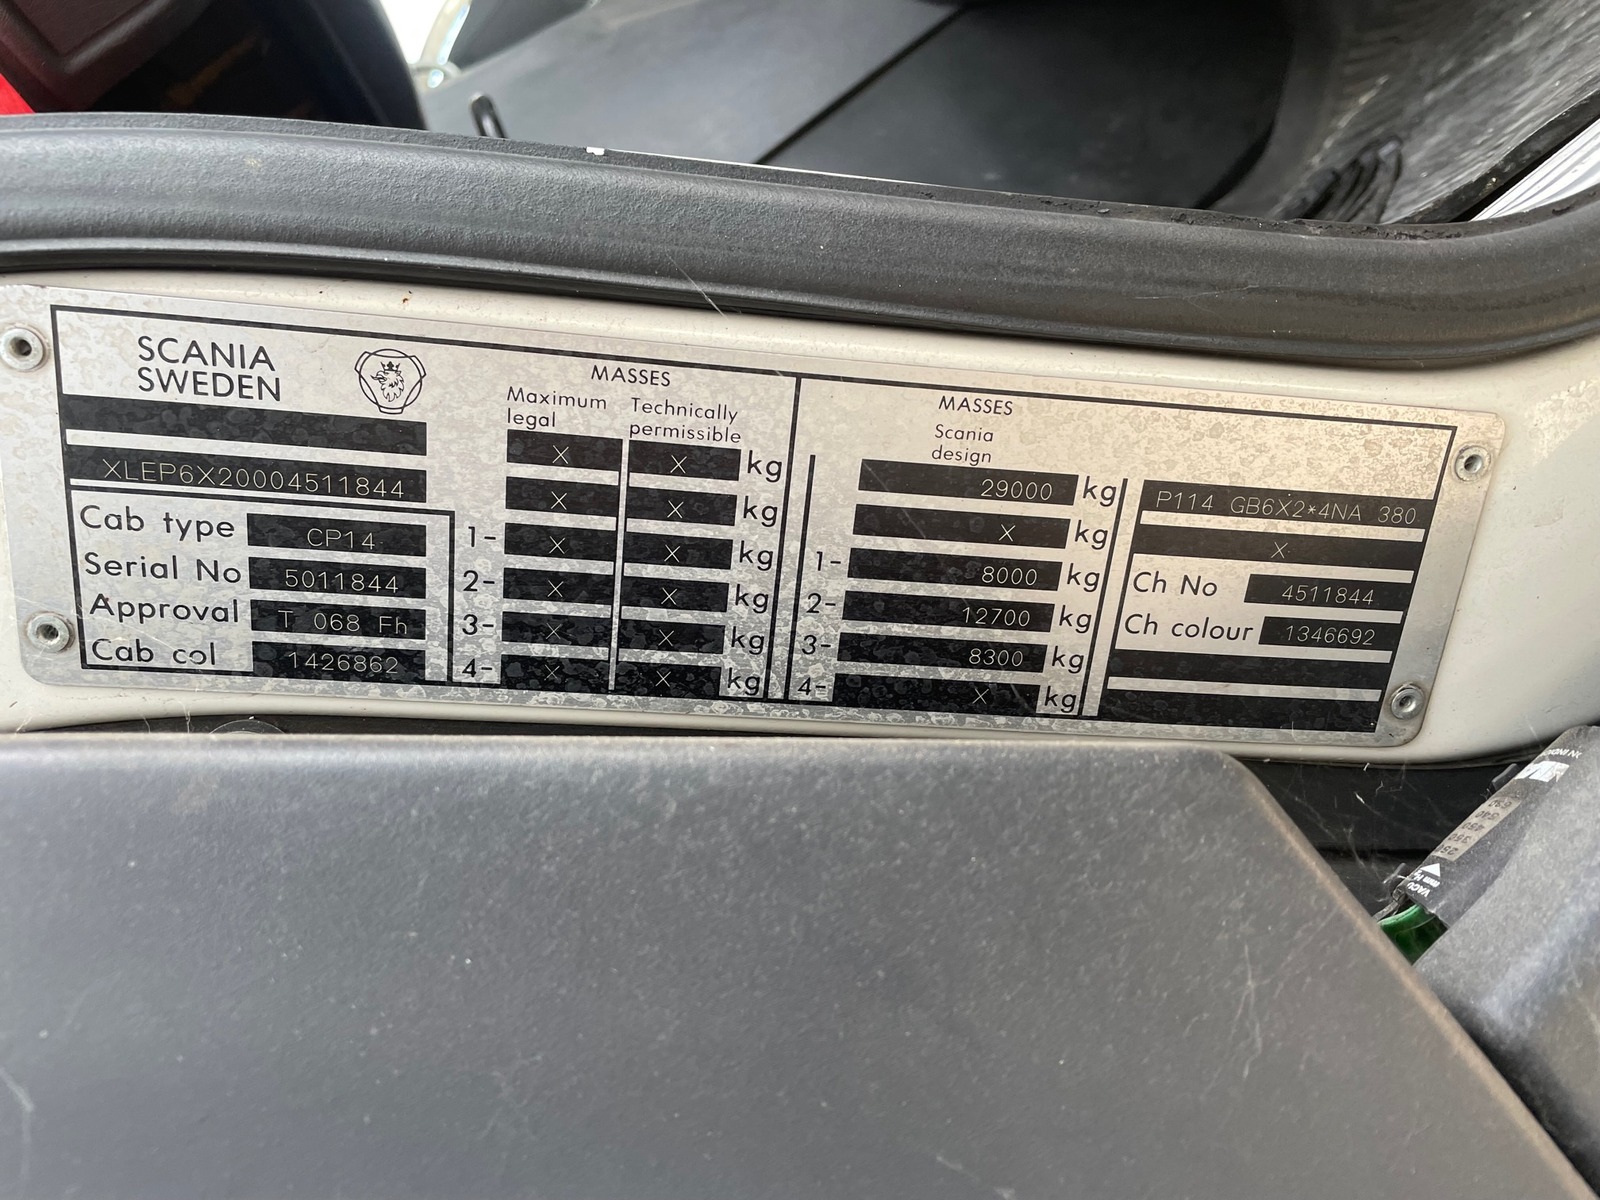 SCANIA
SWEDEN
XLEP6X20004511844
Cab type CP14
Serial No 5011844
Approval T 068 Fh
Cab col 1426862
MASSES
Maximum legal Technically permissible
X X kg
X X kg
1- X X kg
2- X X kg
3- X X kg
4- X X kg
MASSES
Scania
design
29000 kg
X kg
1- 8000 kg
2- 12700 kg
3- 8300 kg
4- X kg
P114 GB6X2*4NA 380
X
Ch No 4511844
Ch colour 1346692